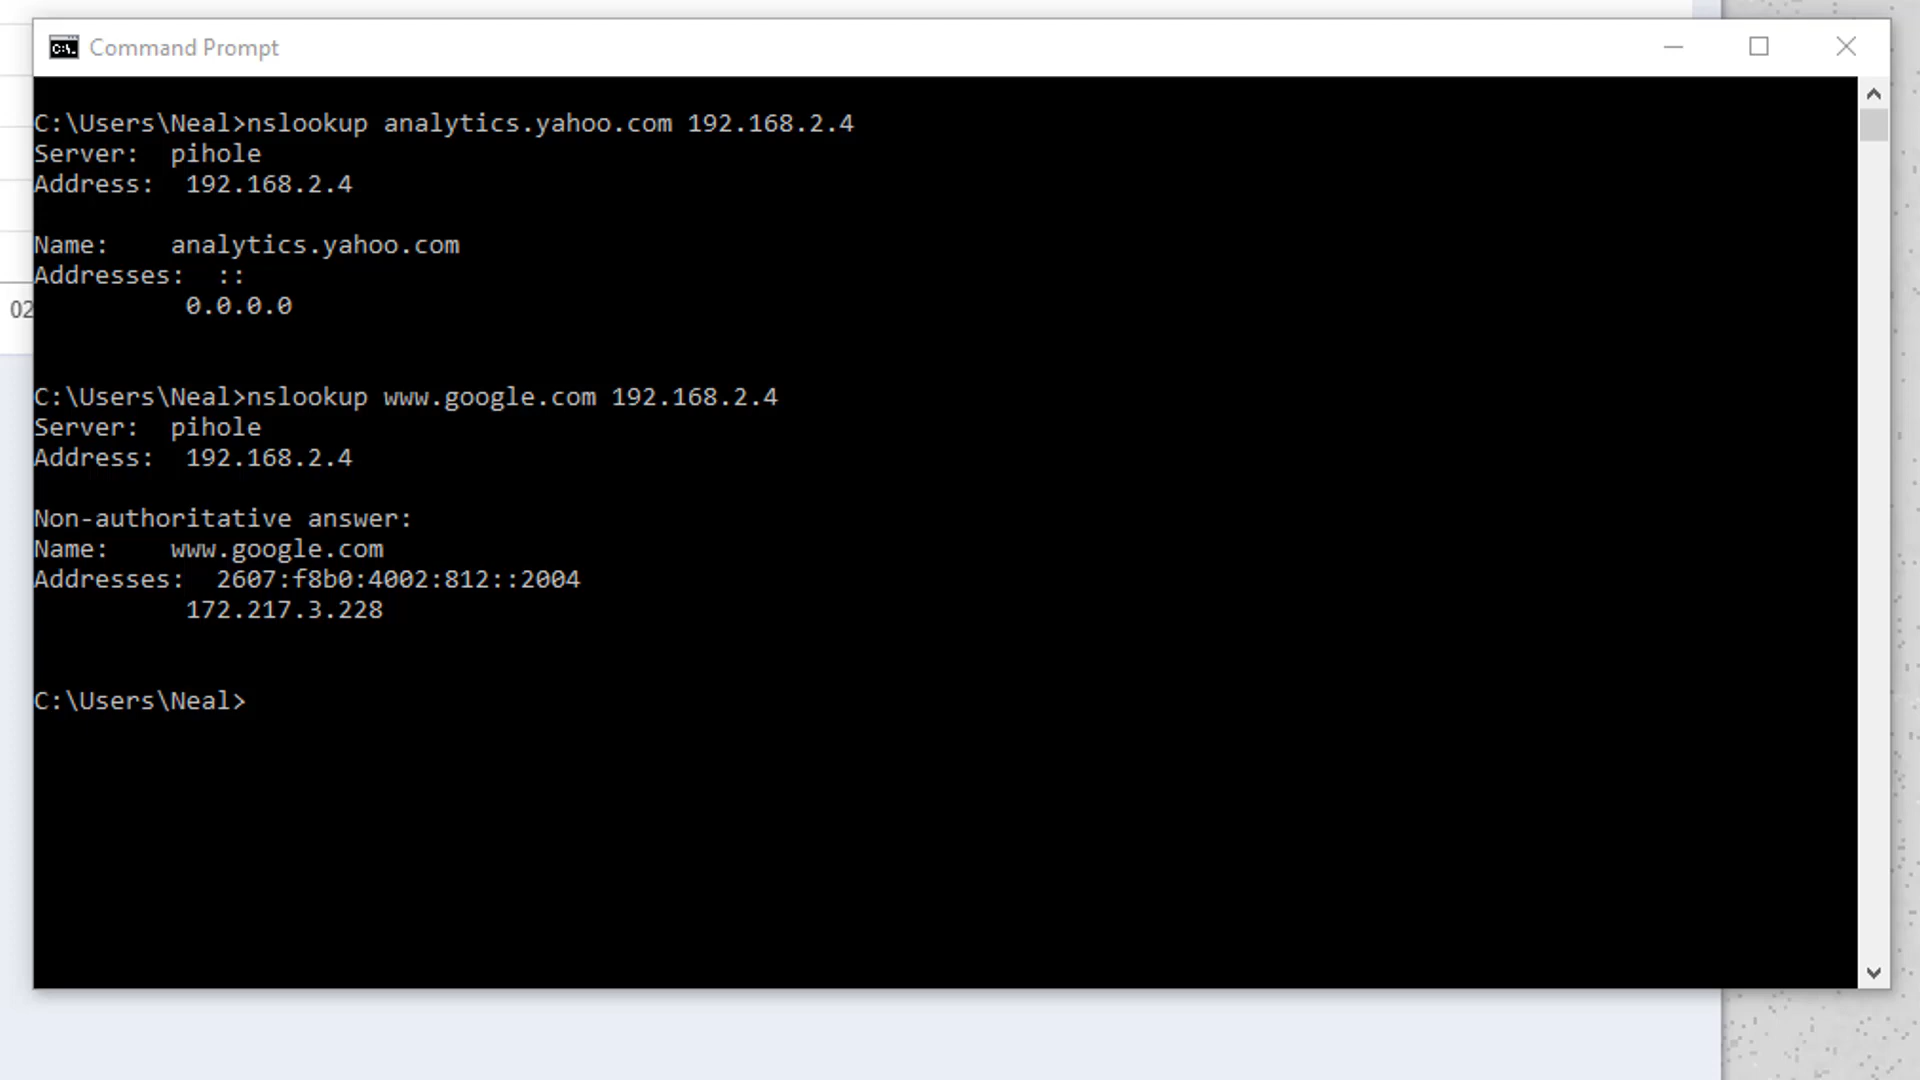 Command Prompt
C:\Users\Neal>nslookup analytics.yahoo.com 192.168.2.4
Server:  pihole
Address:  192.168.2.4
Name:    analytics.yahoo.com
Addresses:  ::
0.0.0.0
02
C:\Users\Neal>nslookup www.google.com 192.168.2.4
Server:  pihole
Address:  192.168.2.4
Non-authoritative answer:
Name:    www.google.com
Addresses:  2607:f8b0:4002:812::2004
172.217.3.228
C:\Users\Neal>